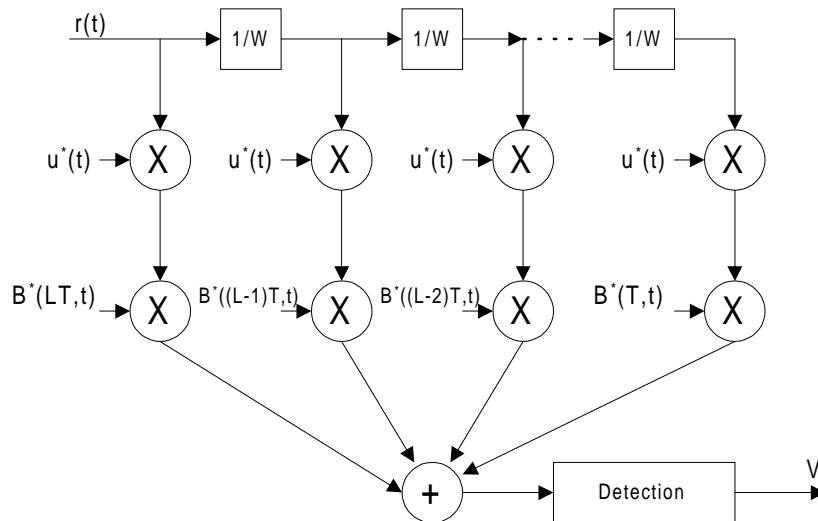 r(t)
1/W
1/W
1/W
X
X
X
X
u*(t)
u*(t)
u*(t)
u*(t)
X
X
X
X
B*(LT,t)
B*((L-1)T,t)
B*((L-2)T,t)
B*(T,t)
+
Detection
V